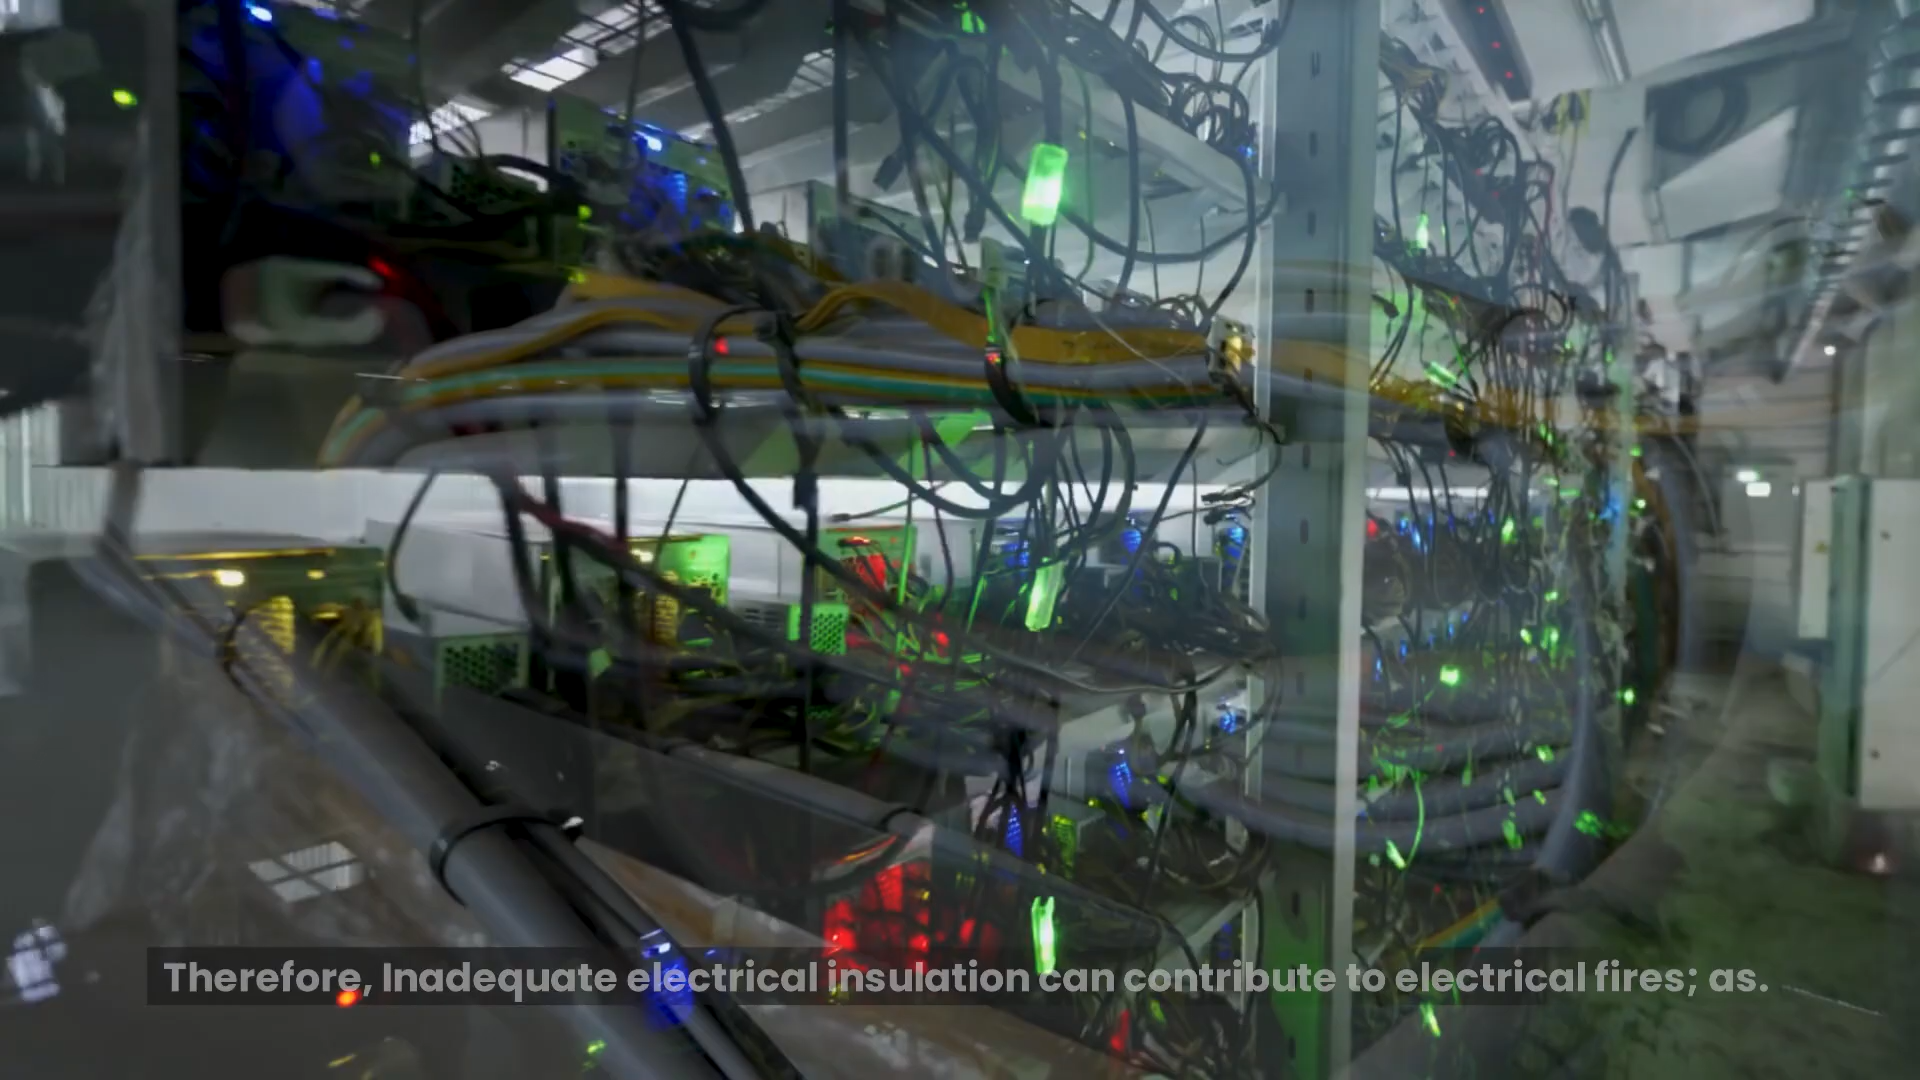 Therefore, Inadequate electrical insulation can contribute to electrical fires; as.